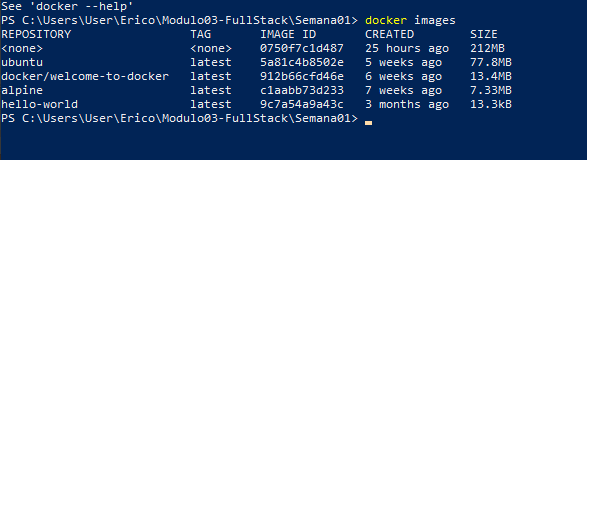 See 'docker --help'
PS C:\Users\User\Erico\Modulo03-FullStack\Semana01> docker images
REPOSITORY TAG IMAGE ID CREATED SIZE
<none> <none> 0750f7c1d487 25 hours ago 212MB
ubuntu latest 5a81c4b8502e 5 weeks ago 77.8MB
docker/welcome-to-docker latest 912b66cfd46e 6 weeks ago 13.4MB
alpine latest c1aabb73d233 7 weeks ago 7.33MB
hello-world latest 9c7a54a9a43c 3 months ago 13.3kB
PS C:\Users\User\Erico\Modulo03-FullStack\Semana01>